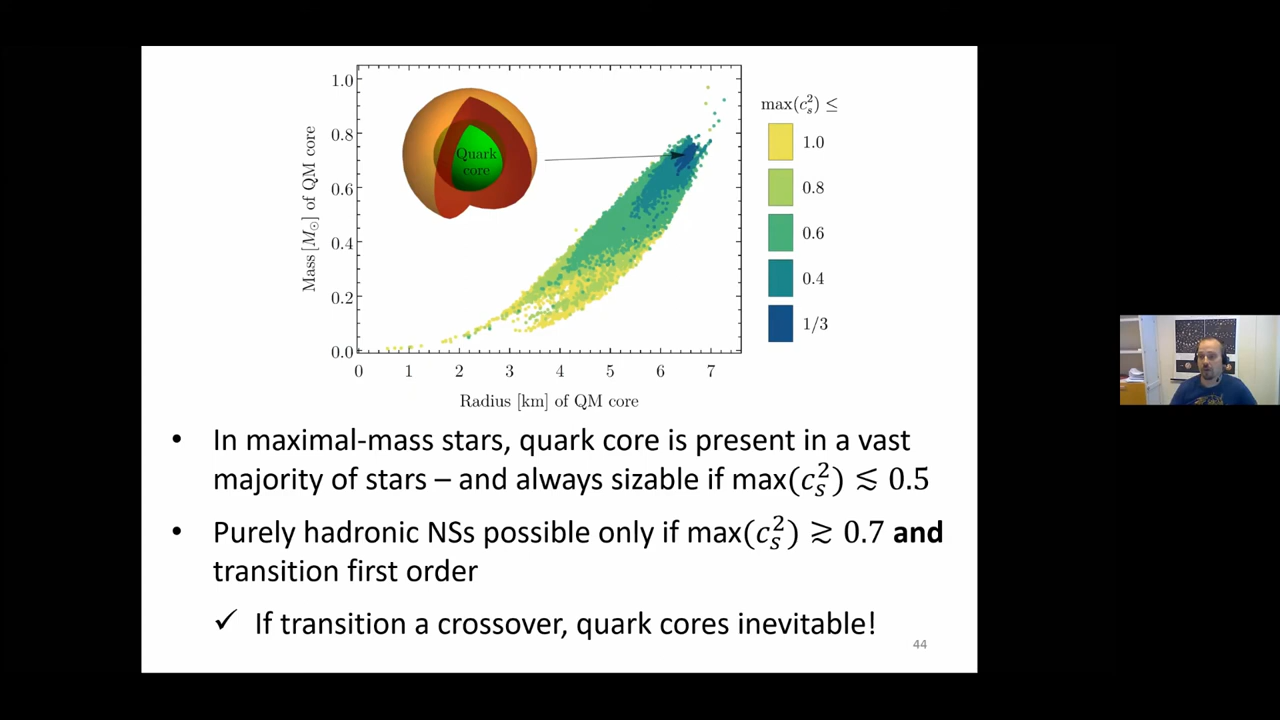 1.0
0.8
0.6
0.4
0.2
0.0
Mass [M⊙] of QM core
Quark
core
0 1 2 3 4 5 6 7
Radius [km] of QM core
max(c_s^2) ≤
1.0
0.8
0.6
0.4
1/3
• In maximal-mass stars, quark core is present in a vast
majority of stars – and always sizable if max(c_s^2) ≲ 0.5
• Purely hadronic NSs possible only if max(c_s^2) ≳ 0.7 and
transition first order
✓ If transition a crossover, quark cores inevitable!
44